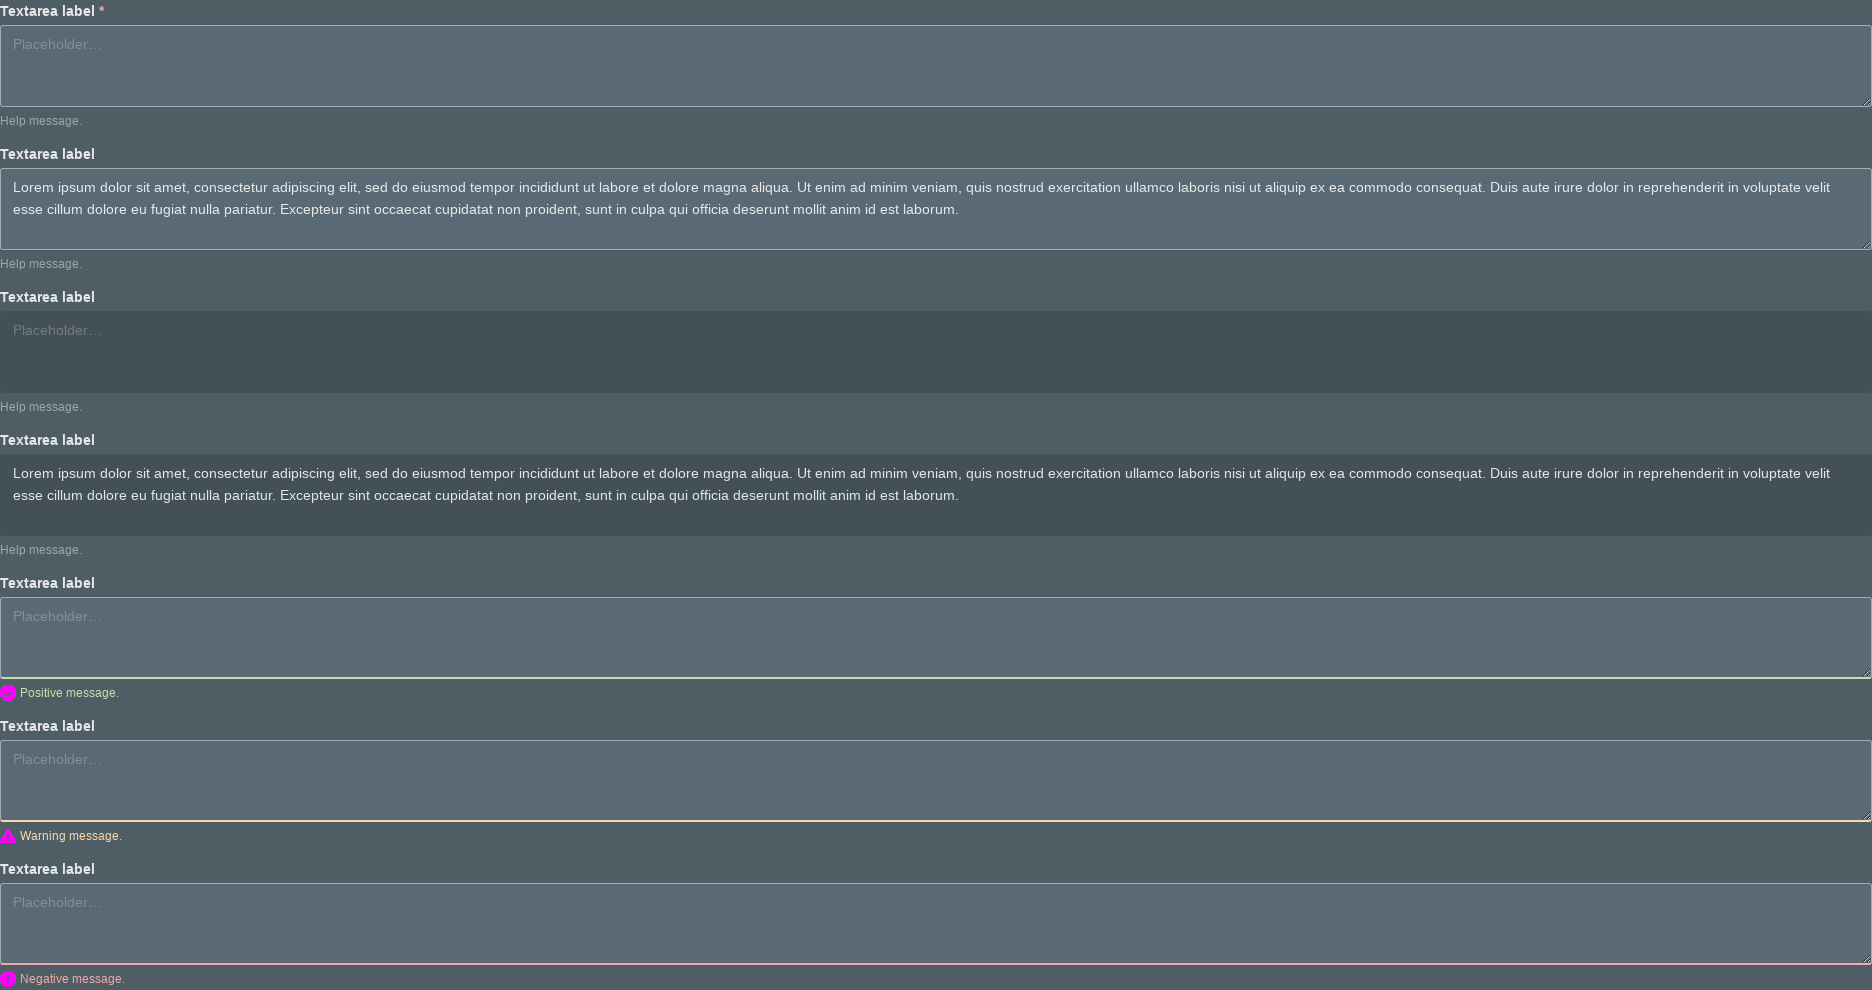 Textarea label *
Placeholder...
Help message.
Textarea label
Lorem ipsum dolor sit amet, consectetur adipiscing elit, sed do eiusmod tempor incididunt ut labore et dolore magna aliqua. Ut enim ad minim veniam, quis nostrud exercitation ullamco laboris nisi ut aliquip ex ea commodo consequat. Duis aute irure dolor in reprehenderit in voluptate velit
esse cillum dolore eu fugiat nulla pariatur. Excepteur sint occaecat cupidatat non proident, sunt in culpa qui officia deserunt mollit anim id est laborum.
Help message.
Textarea label
Placeholder...
Help message.
Textarea label
Lorem ipsum dolor sit amet, consectetur adipiscing elit, sed do eiusmod tempor incididunt ut labore et dolore magna aliqua. Ut enim ad minim veniam, quis nostrud exercitation ullamco laboris nisi ut aliquip ex ea commodo consequat. Duis aute irure dolor in reprehenderit in voluptate velit
esse cillum dolore eu fugiat nulla pariatur. Excepteur sint occaecat cupidatat non proident, sunt in culpa qui officia deserunt mollit anim id est laborum.
Help message.
Textarea label
Placeholder...
Positive message.
Textarea label
Placeholder...
Warning message.
Textarea label
Placeholder...
Negative message.